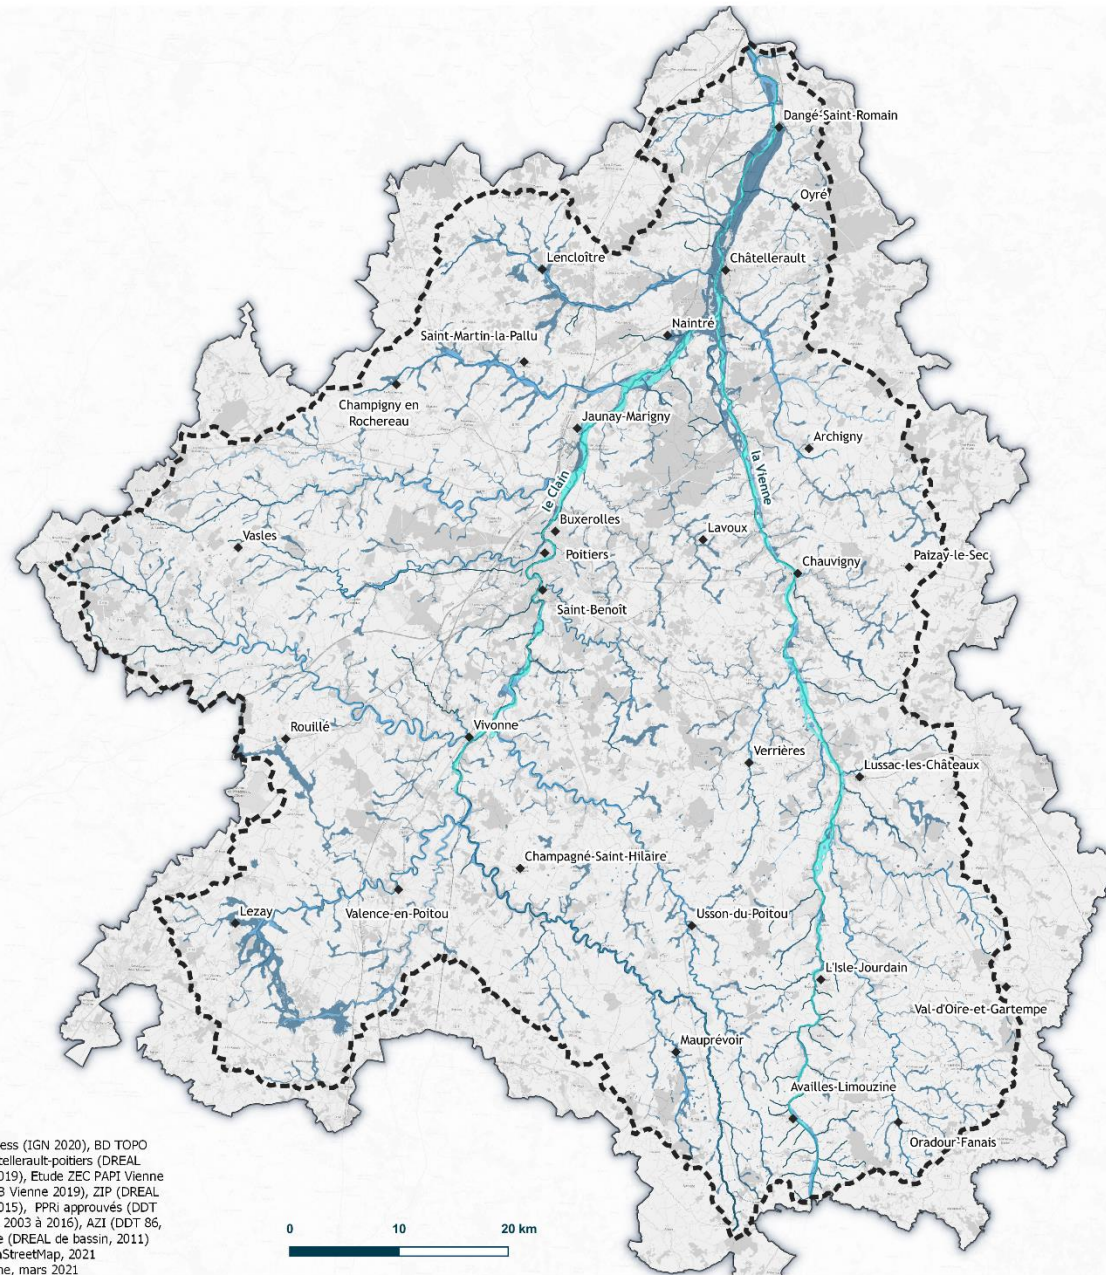 Dangé-Saint-Romain
Oyré
Lencloître
Châtellerault
Naintré
Saint-Martin-la-Pallu
Champigny en
Rochereau
Jaunay-Marigny
Archigny
la Vienne
le Clain
Buxerolles
Lavoux
Vasles
Poitiers
Paizay-le-Sec
Chauvigny
Saint-Benoît
Rouillé
Vivonne
Verrières
Lussac-les-Châteaux
Champagné-Saint-Hilaire
Lezay
Valence-en-Poitou
Usson-du-Poitou
L'Isle-Jourdain
Val-d'Oire-et-Gartempe
Mauprévoir
Availles-Limouzine
Oradour-Fanais
ess (IGN 2020), BD TOPO
tellerault-poitiers (DREAL
019), Etude ZEC PAPI Vienne
B Vienne 2019), ZIP (DREAL
015), PPRi approuvés (DDT
2003 à 2016), AZI (DDT 86,
e (DREAL de bassin, 2011)
StreetMap, 2021
ne, mars 2021
0 10 20 km